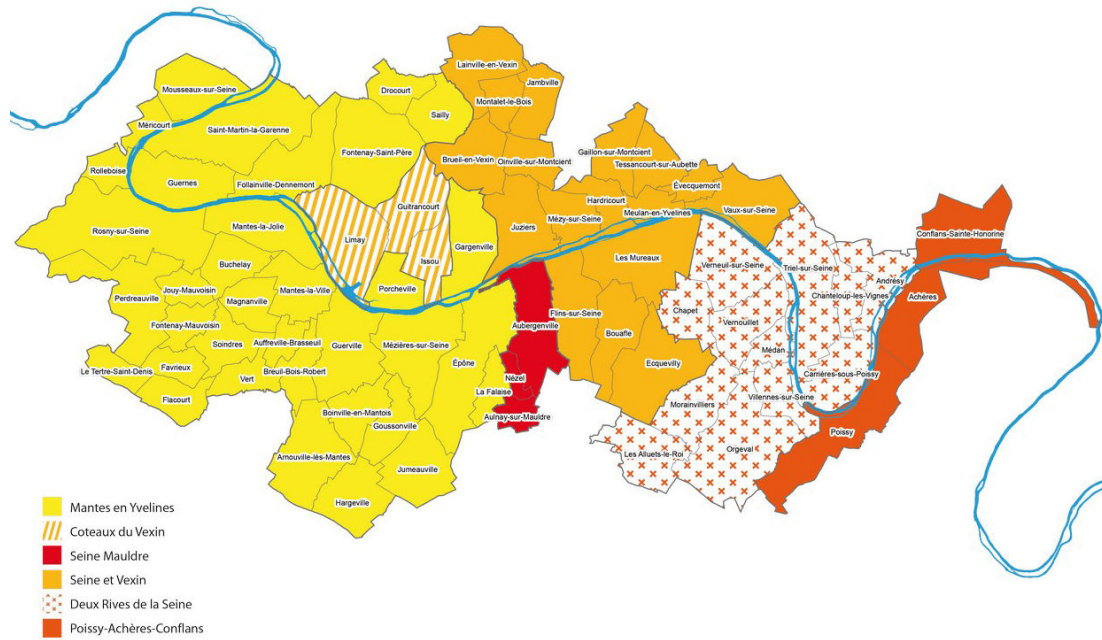 Lainville-en-Vexin
Jambville
Montalet-le-Bois
Drocourt
Sailly
Mousseaux-sur-Seine
Méricourt
Saint-Martin-la-Garenne
Fontenay-Saint-Père
Brueil-en-Vexin
Oinville-sur-Montcient
Gaillon-sur-Montcient
Tessancourt-sur-Aubette
Rolleboise
Guernes
Follainville-Dennemont
Évecquemont
Guitrancourt
Hardricourt
Vaux-sur-Seine
Mézy-sur-Seine
Meulan-en-Yvelines
Juziers
Rosny-sur-Seine
Mantes-la-Jolie
Limay
Gargenville
Conflans-Sainte-Honorine
Issou
Les Mureaux
Verneuil-sur-Seine
Triel-sur-Seine
Buchelay
Andrésy
Jouy-Mauvoisin
Mantes-la-Ville
Porcheville
Chanteloup-les-Vignes
Achères
Perdreauville
Magnanville
Chapet
Flins-sur-Seine
Fontenay-Mauvoisin
Aubergenville
Vernouillet
Bouafle
Soindres
Auffreville-Brasseuil
Guerville
Mézières-sur-Seine
Médan
Ecquevilly
Épône
Le Tertre-Saint-Denis
Favrieux
Vert
Breuil-Bois-Robert
Nézel
Carrières-sous-Poissy
La Falaise
Flacourt
Villennes-sur-Seine
Morainvilliers
Boinville-en-Mantois
Aulnay-sur-Mauldre
Goussonville
Poissy
Orgeval
Arnouville-lès-Mantes
Les Alluets-le-Roi
Jumeauville
Hargeville
Mantes en Yvelines
Coteaux du Vexin
Seine Mauldre
Seine et Vexin
Deux Rives de la Seine
Poissy-Achères-Conflans